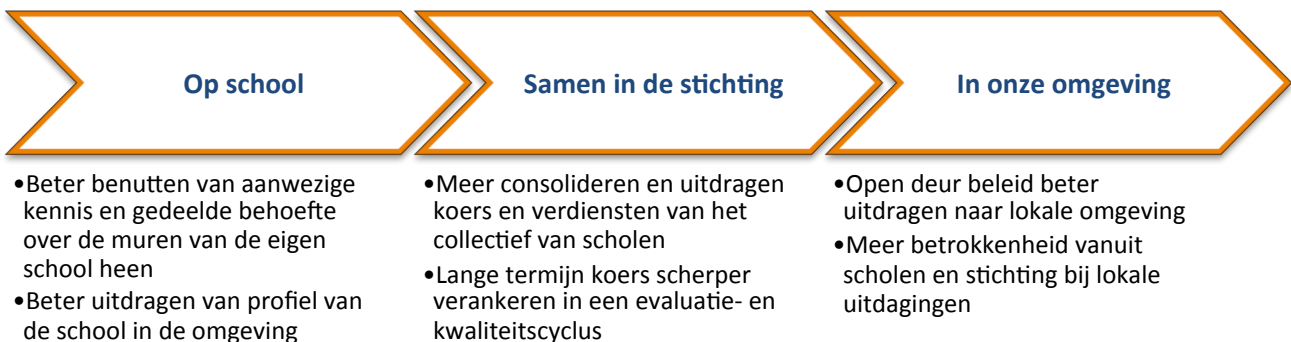 Op school
•Beter benutten van aanwezige
kennis en gedeelde behoefte
over de muren van de eigen
school heen
•Beter uitdragen van profiel van
de school in de omgeving
Samen in de stichting
•Meer consolideren en uitdragen
koers en verdiensten van het
collectief van scholen
•Lange termijn koers scherper
verankeren in een evaluatie- en
kwaliteitscyclus
In onze omgeving
•Open deur beleid beter
uitdragen naar lokale omgeving
•Meer betrokkenheid vanuit
scholen en stichting bij lokale
uitdagingen